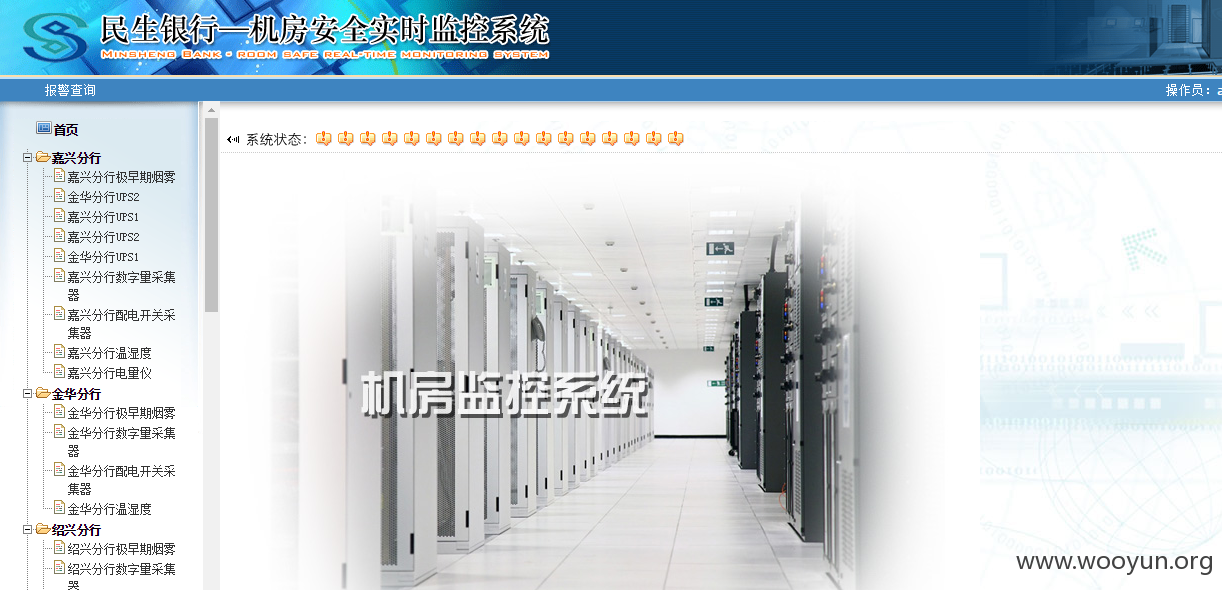 民生银行—机房安全实时监控系统
MINSHENG BANK - ROOM SAFE REAL-TIME MONITORING SYSTEM
报警查询
操作员：a
首页
嘉兴分行
嘉兴分行极早期烟雾
金华分行UPS2
嘉兴分行UPS1
嘉兴分行UPS2
金华分行UPS1
嘉兴分行数字量采集
器
嘉兴分行配电开关采
集器
嘉兴分行温湿度
嘉兴分行电量仪
金华分行
金华分行极早期烟雾
金华分行数字量采集
器
金华分行配电开关采
集器
金华分行温湿度
绍兴分行
绍兴分行极早期烟雾
绍兴分行数字量采集
器
系统状态：
机房监控系统
www.wooyun.org